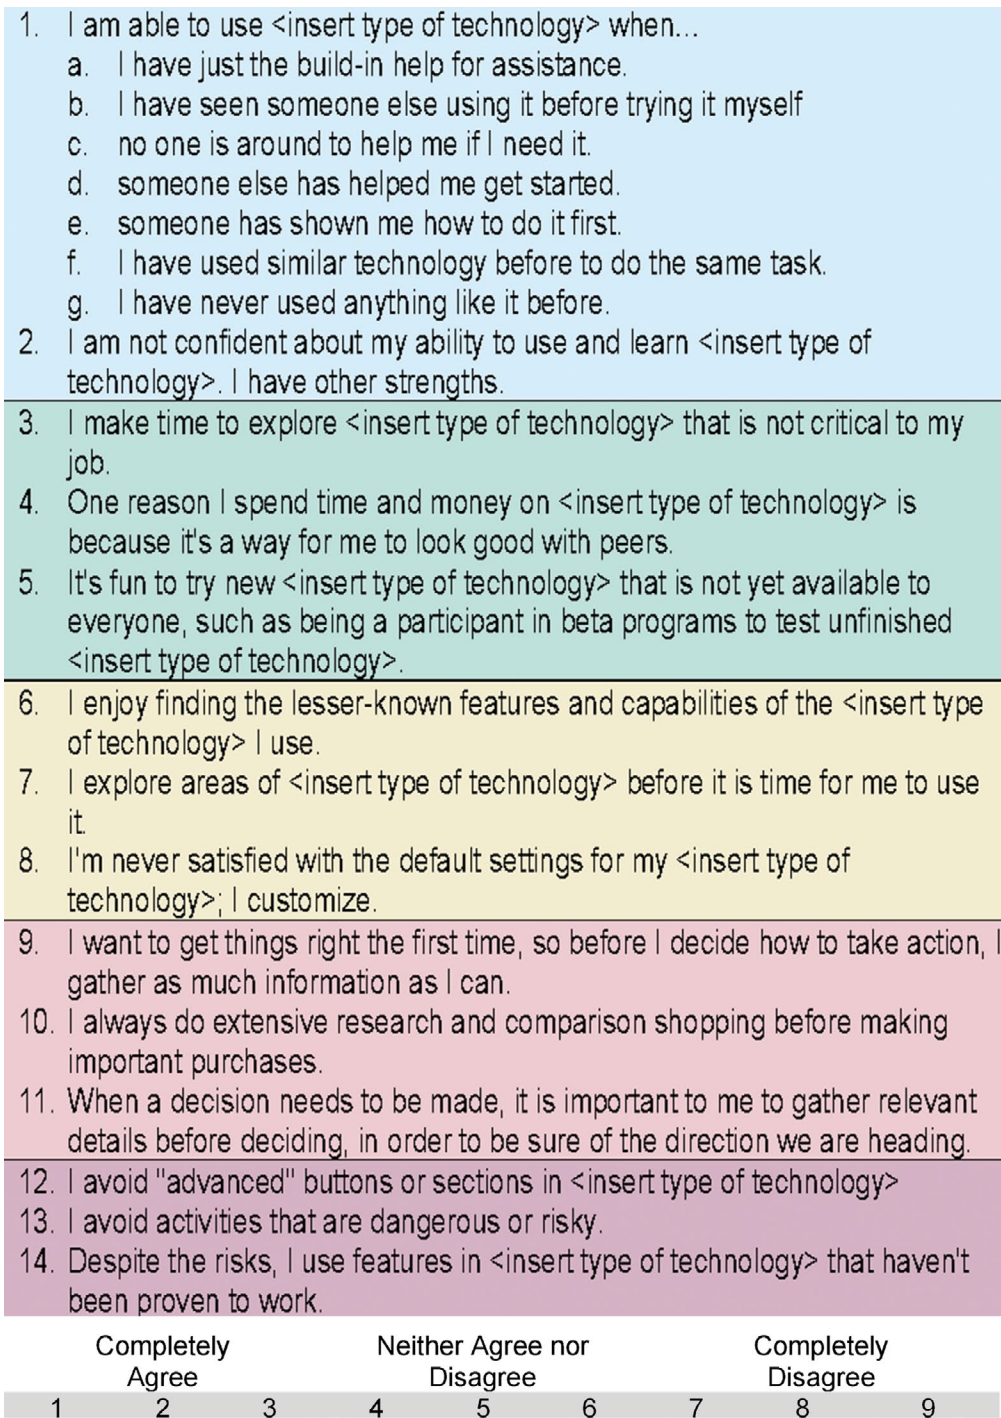 1. I am able to use <insert type of technology> when...
a. I have just the build-in help for assistance.
b. I have seen someone else using it before trying it myself
c. no one is around to help me if I need it.
d. someone else has helped me get started.
e. someone has shown me how to do it first.
f. I have used similar technology before to do the same task.
g. I have never used anything like it before.
2. I am not confident about my ability to use and learn <insert type of
technology>. I have other strengths.
3. I make time to explore <insert type of technology> that is not critical to my
job.
4. One reason I spend time and money on <insert type of technology> is
because it's a way for me to look good with peers.
5. It's fun to try new <insert type of technology> that is not yet available to
everyone, such as being a participant in beta programs to test unfinished
<insert type of technology>.
6. I enjoy finding the lesser-known features and capabilities of the <insert type
of technology> I use.
7. I explore areas of <insert type of technology> before it is time for me to use
it.
8. I'm never satisfied with the default settings for my <insert type of
technology>; I customize.
9. I want to get things right the first time, so before I decide how to take action, I
gather as much information as I can.
10. I always do extensive research and comparison shopping before making
important purchases.
11. When a decision needs to be made, it is important to me to gather relevant
details before deciding, in order to be sure of the direction we are heading.
12. I avoid "advanced" buttons or sections in <insert type of technology>
13. I avoid activities that are dangerous or risky.
14. Despite the risks, I use features in <insert type of technology> that haven't
been proven to work.
Completely Agree
Neither Agree nor Disagree
Completely Disagree
1 2 3 4 5 6 7 8 9